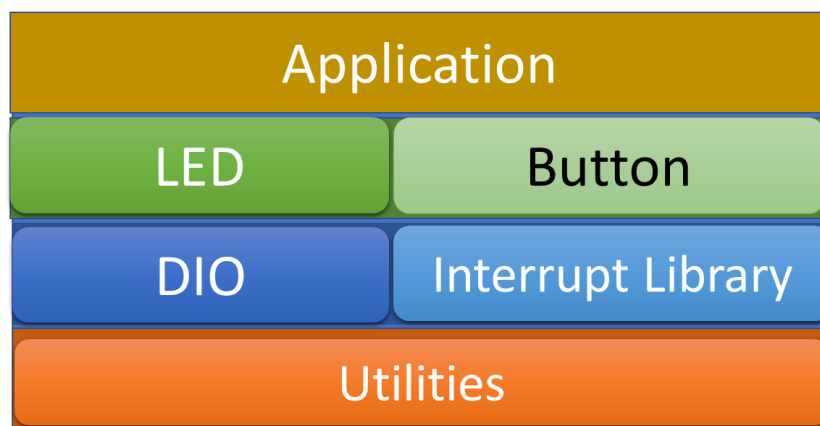 Application
LED
Button
DIO
Interrupt Library
Utilities